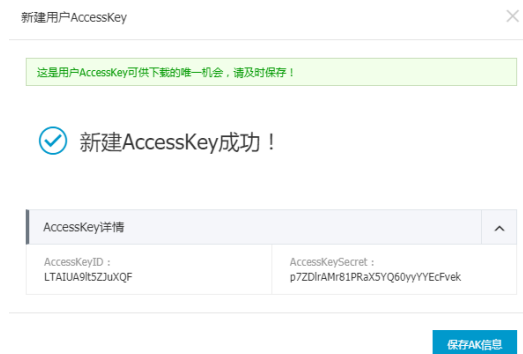 新建用户AccessKey
这是用户AccessKey可供下载的唯一机会，请及时保存！
新建AccessKey成功！
AccessKey详情
AccessKeyID：
LTAIUA9lt5ZJuXQF
AccessKeySecret：
p7ZDlrAMr81PRaX5YQ60yyYYEcFvek
保存AK信息